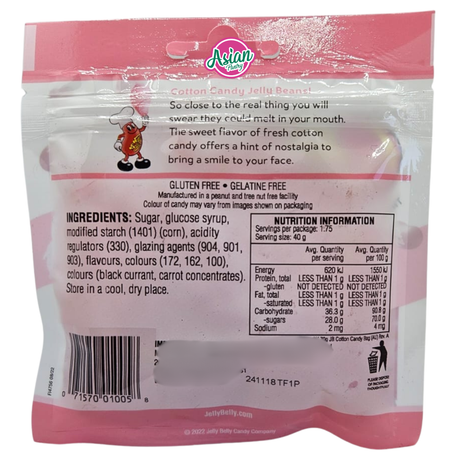 Asian
Pantry
Cotton Candy Jelly Beans!
So close to the real thing you will
swear they could melt in your mouth.
The sweet flavor of fresh cotton
candy offers a hint of nostalgia to
bring a smile to your face.
GLUTEN FREE • GELATINE FREE
Manufactured in a peanut and tree nut free facility
Colour of candy may vary from images shown on packaging
INGREDIENTS: Sugar, glucose syrup,
modified starch (1401) (corn), acidity
regulators (330), glazing agents (904, 901,
903), flavours, colours (172, 162, 100),
colours (black currant, carrot concentrates).
Store in a cool, dry place.
NUTRITION INFORMATION
Servings per package: 1.75
Serving size: 40 g
Avg. Quantity per serving Avg. Quantity per 100 g
Energy 620 kJ 1550 kJ
Protein, total LESS THAN 1 g LESS THAN 1 g
-gluten NOT DETECTED NOT DETECTED
Fat, total LESS THAN 1 g LESS THAN 1 g
-saturated LESS THAN 1 g LESS THAN 1 g
Carbohydrate 36.3 g 90.8 g
-sugars 28.0 g 70.0 g
Sodium 2 mg 4 mg
JB Cotton Candy Bag (AU) Rev A
PLEASE DISPOSE
OF PACKAGING
THOUGHTFULLY
241118TF1P
0 71570 01005 8
JellyBelly.com
© 2022 Jelly Belly Candy Company